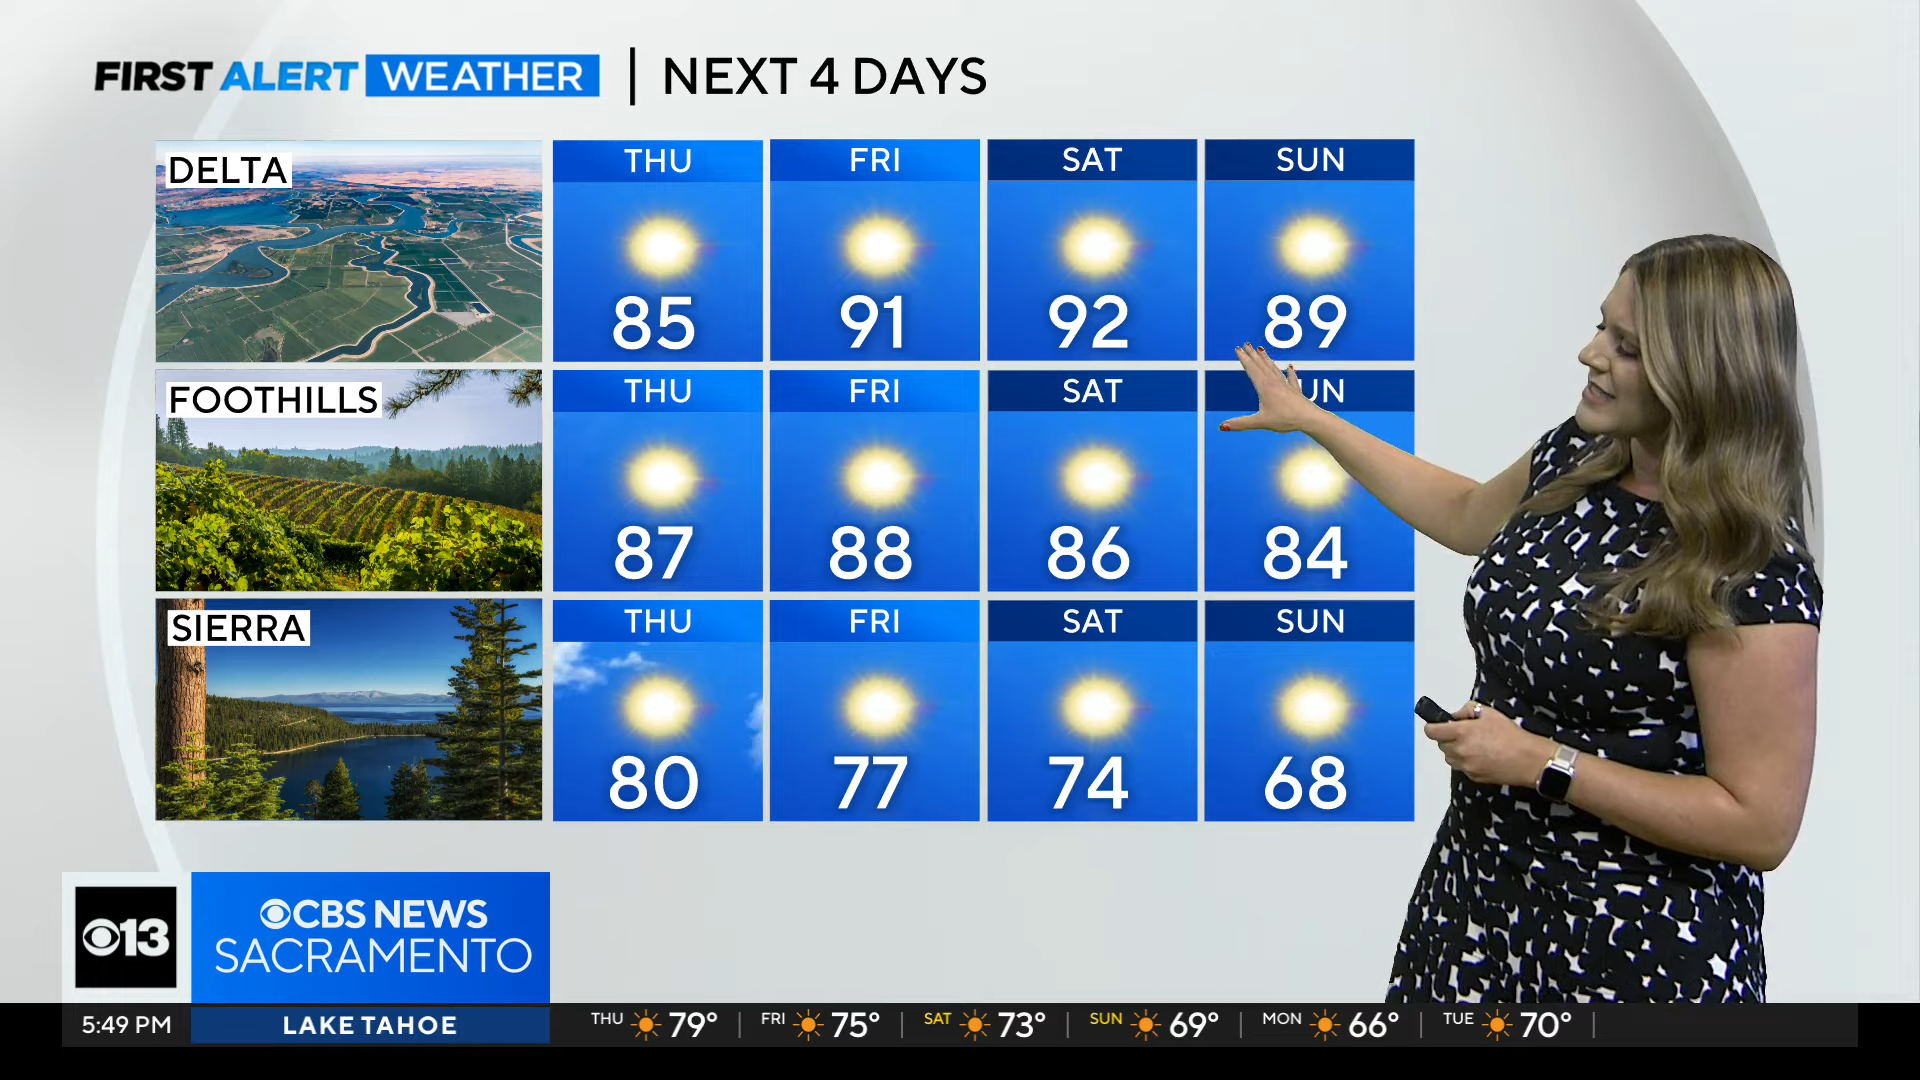 FIRST ALERT WEATHER | NEXT 4 DAYS
DELTA
THU FRI SAT SUN
85 91 92 89
FOOTHILLS
THU FRI SAT UN
87 88 86 84
SIERRA
THU FRI SAT SUN
80 77 74 68
13
CBS NEWS
SACRAMENTO
5:49 PM LAKE TAHOE THU 79° | FRI 75° | SAT 73° | SUN 69° | MON 66° | TUE 70° |